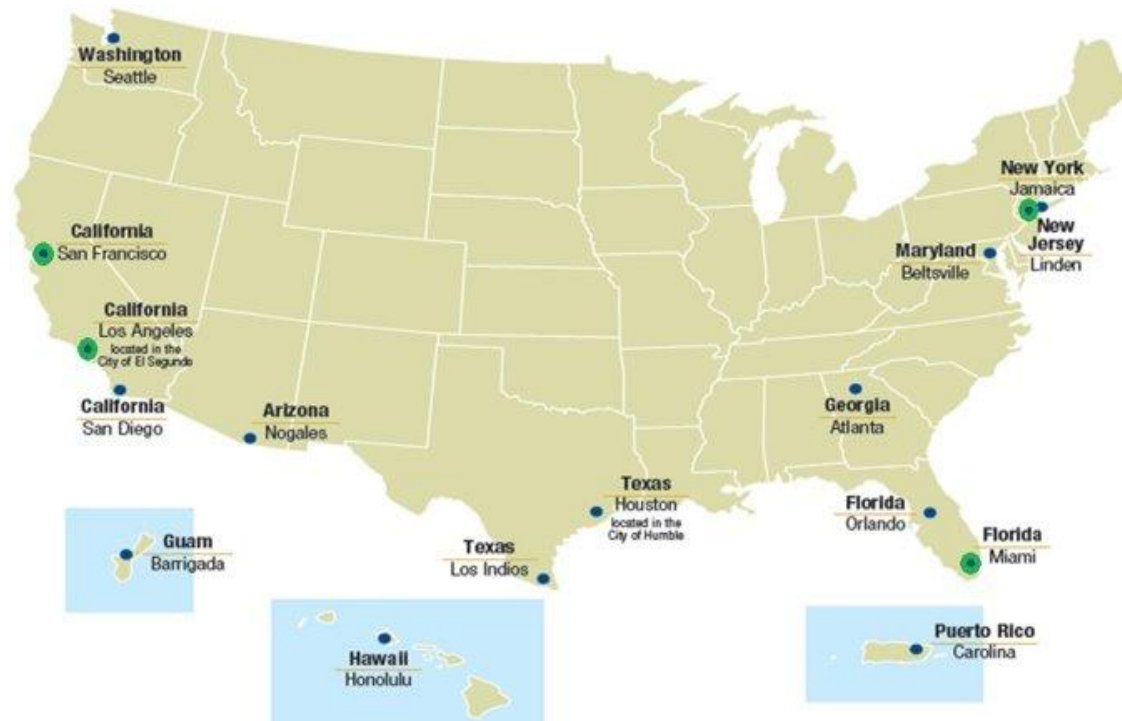 Washington
Seattle
New York
Jamaica
California
San Francisco
New
Jersey
Linden
Maryland
Beltsville
California
Los Angeles
located in the
City of El Segundo
California
San Diego
Arizona
Nogales
Georgia
Atlanta
Texas
Houston
located in the
City of Humble
Florida
Orlando
Florida
Miami
Guam
Barrigada
Texas
Los Indios
Hawaii
Honolulu
Puerto Rico
Carolina